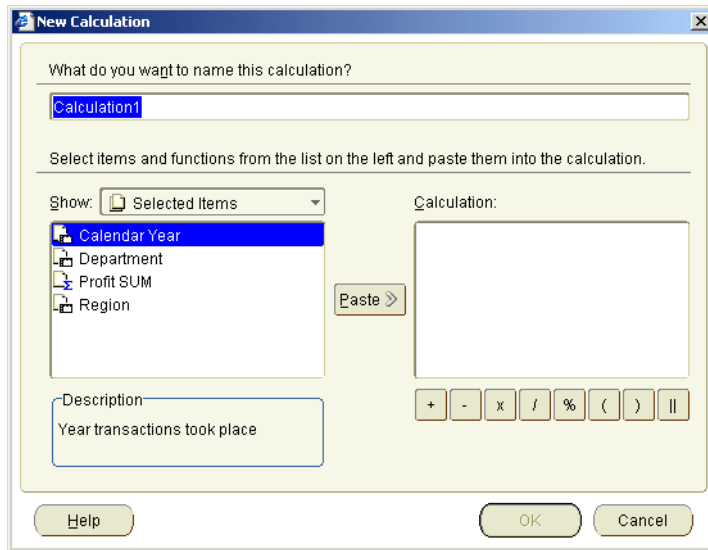 New Calculation
What do you want to name this calculation?
Calculation1
Select items and functions from the list on the left and paste them into the calculation.
Show: Selected Items
Calculation:
Calendar Year
Department
Profit SUM
Region
Paste
+ - x / % ( ) ||
Description
Year transactions took place
Help OK Cancel